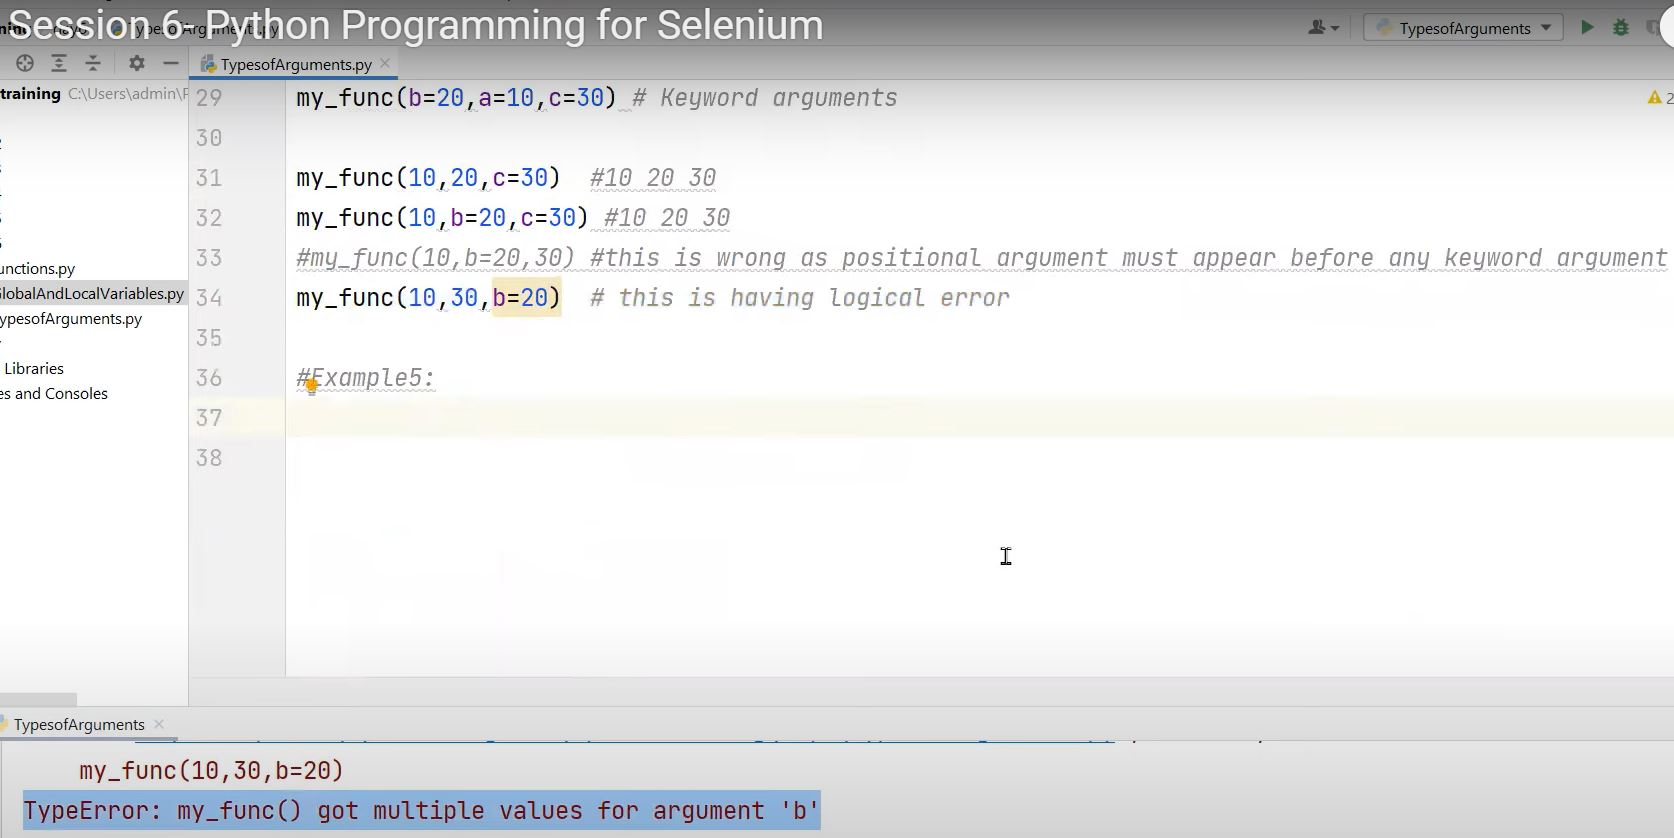 Session 6: Python Programming for Selenium
TypesofArguments
TypesofArguments.py
training C:\Users\admin\P
29 my_func(b=20,a=10,c=30) # Keyword arguments
30
31 my_func(10,20,c=30) #10 20 30
32 my_func(10,b=20,c=30) #10 20 30
33 #my_func(10,b=20,30) #this is wrong as positional argument must appear before any keyword argument
34 my_func(10,30,b=20) # this is having logical error
35
36 #Example5:
37
38
unctions.py
GlobalAndLocalVariables.py
ypesofArguments.py
Libraries
es and Consoles
2
TypesofArguments
my_func(10,30,b=20)
TypeError: my_func() got multiple values for argument 'b'